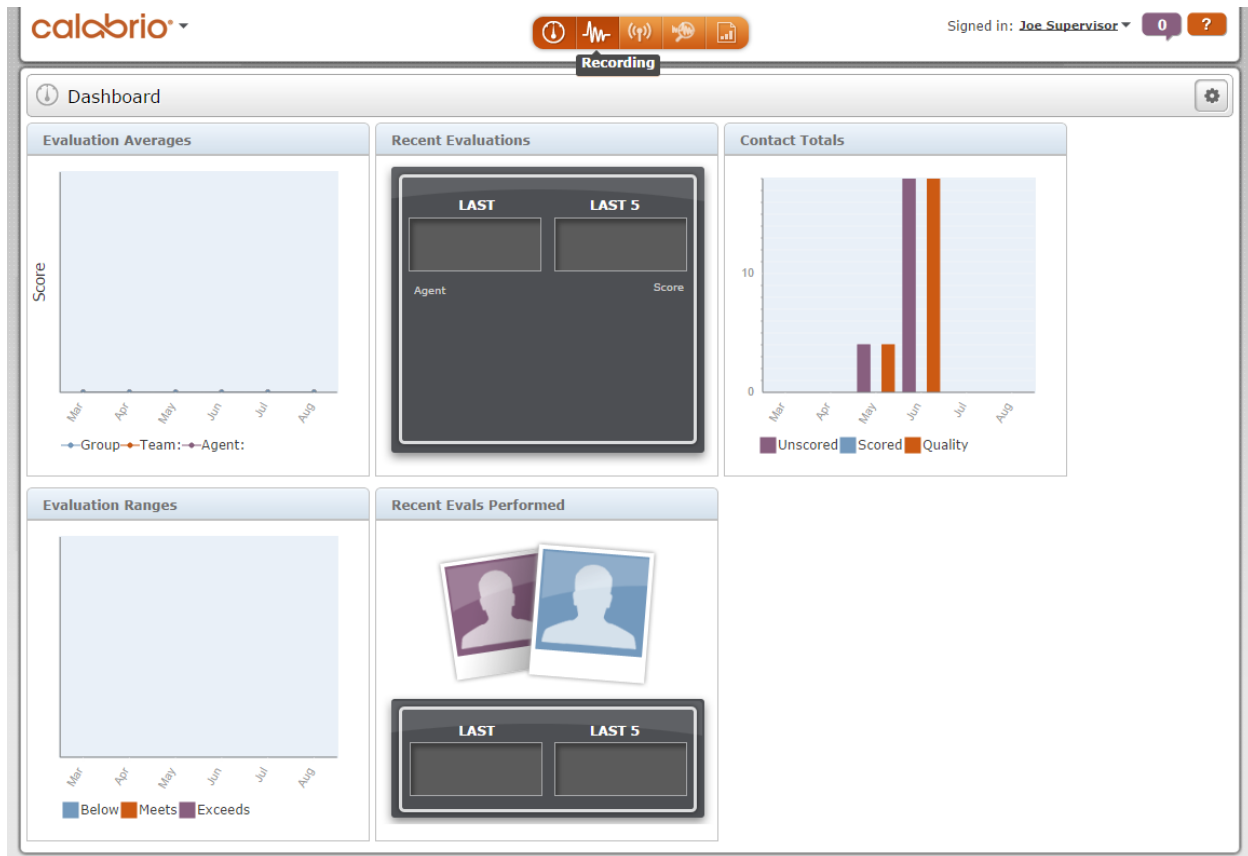 calabrio
Signed in: Joe Supervisor
0
?
Recording
Dashboard
Evaluation Averages
Score
Mar Apr May Jun Jul Aug
Group Team: Agent:
Recent Evaluations
LAST LAST 5
Agent Score
Contact Totals
10
0
Mar Apr May Jun Jul Aug
Unscored Scored Quality
Evaluation Ranges
Mar Apr May Jun Jul Aug
Below Meets Exceeds
Recent Evals Performed
LAST LAST 5